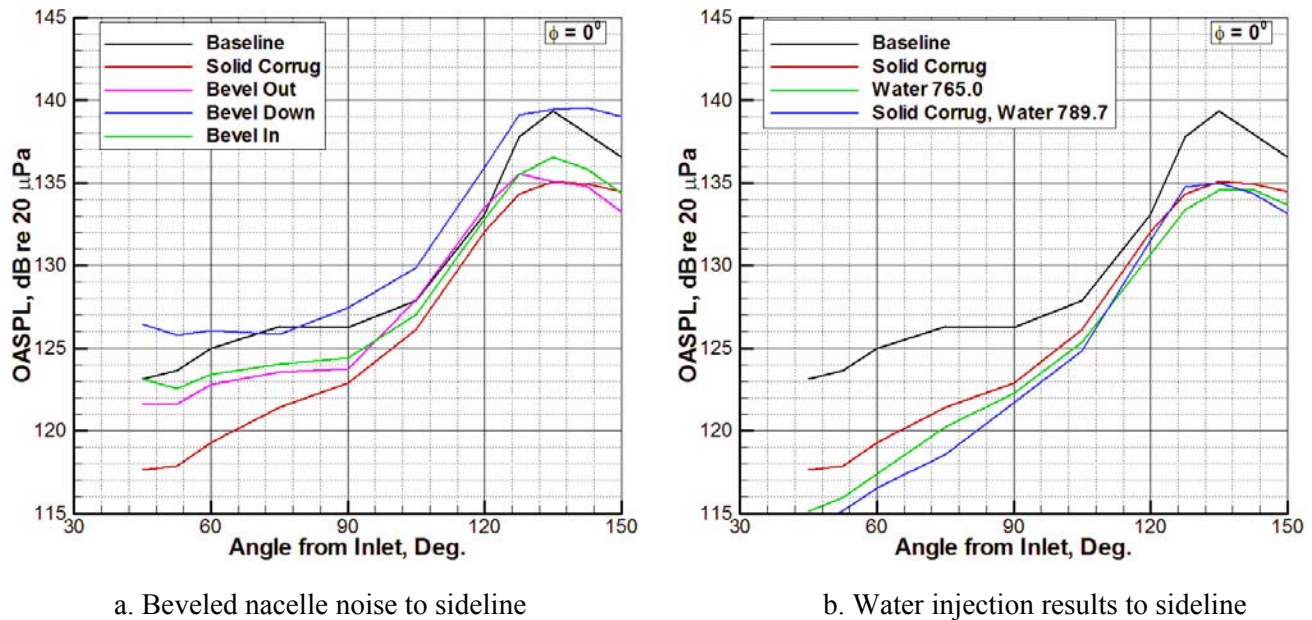 145
140
135
130
125
120
115
30
60
90
120
150
OASPL, dB re 20 µPa
Angle from Inlet, Deg.
Baseline
Solid Corrug
Bevel Out
Bevel Down
Bevel In
ϕ = 0⁰
a. Beveled nacelle noise to sideline
145
140
135
130
125
120
115
30
60
90
120
150
OASPL, dB re 20 µPa
Angle from Inlet, Deg.
Baseline
Solid Corrug
Water 765.0
Solid Corrug, Water 789.7
ϕ = 0⁰
b. Water injection results to sideline